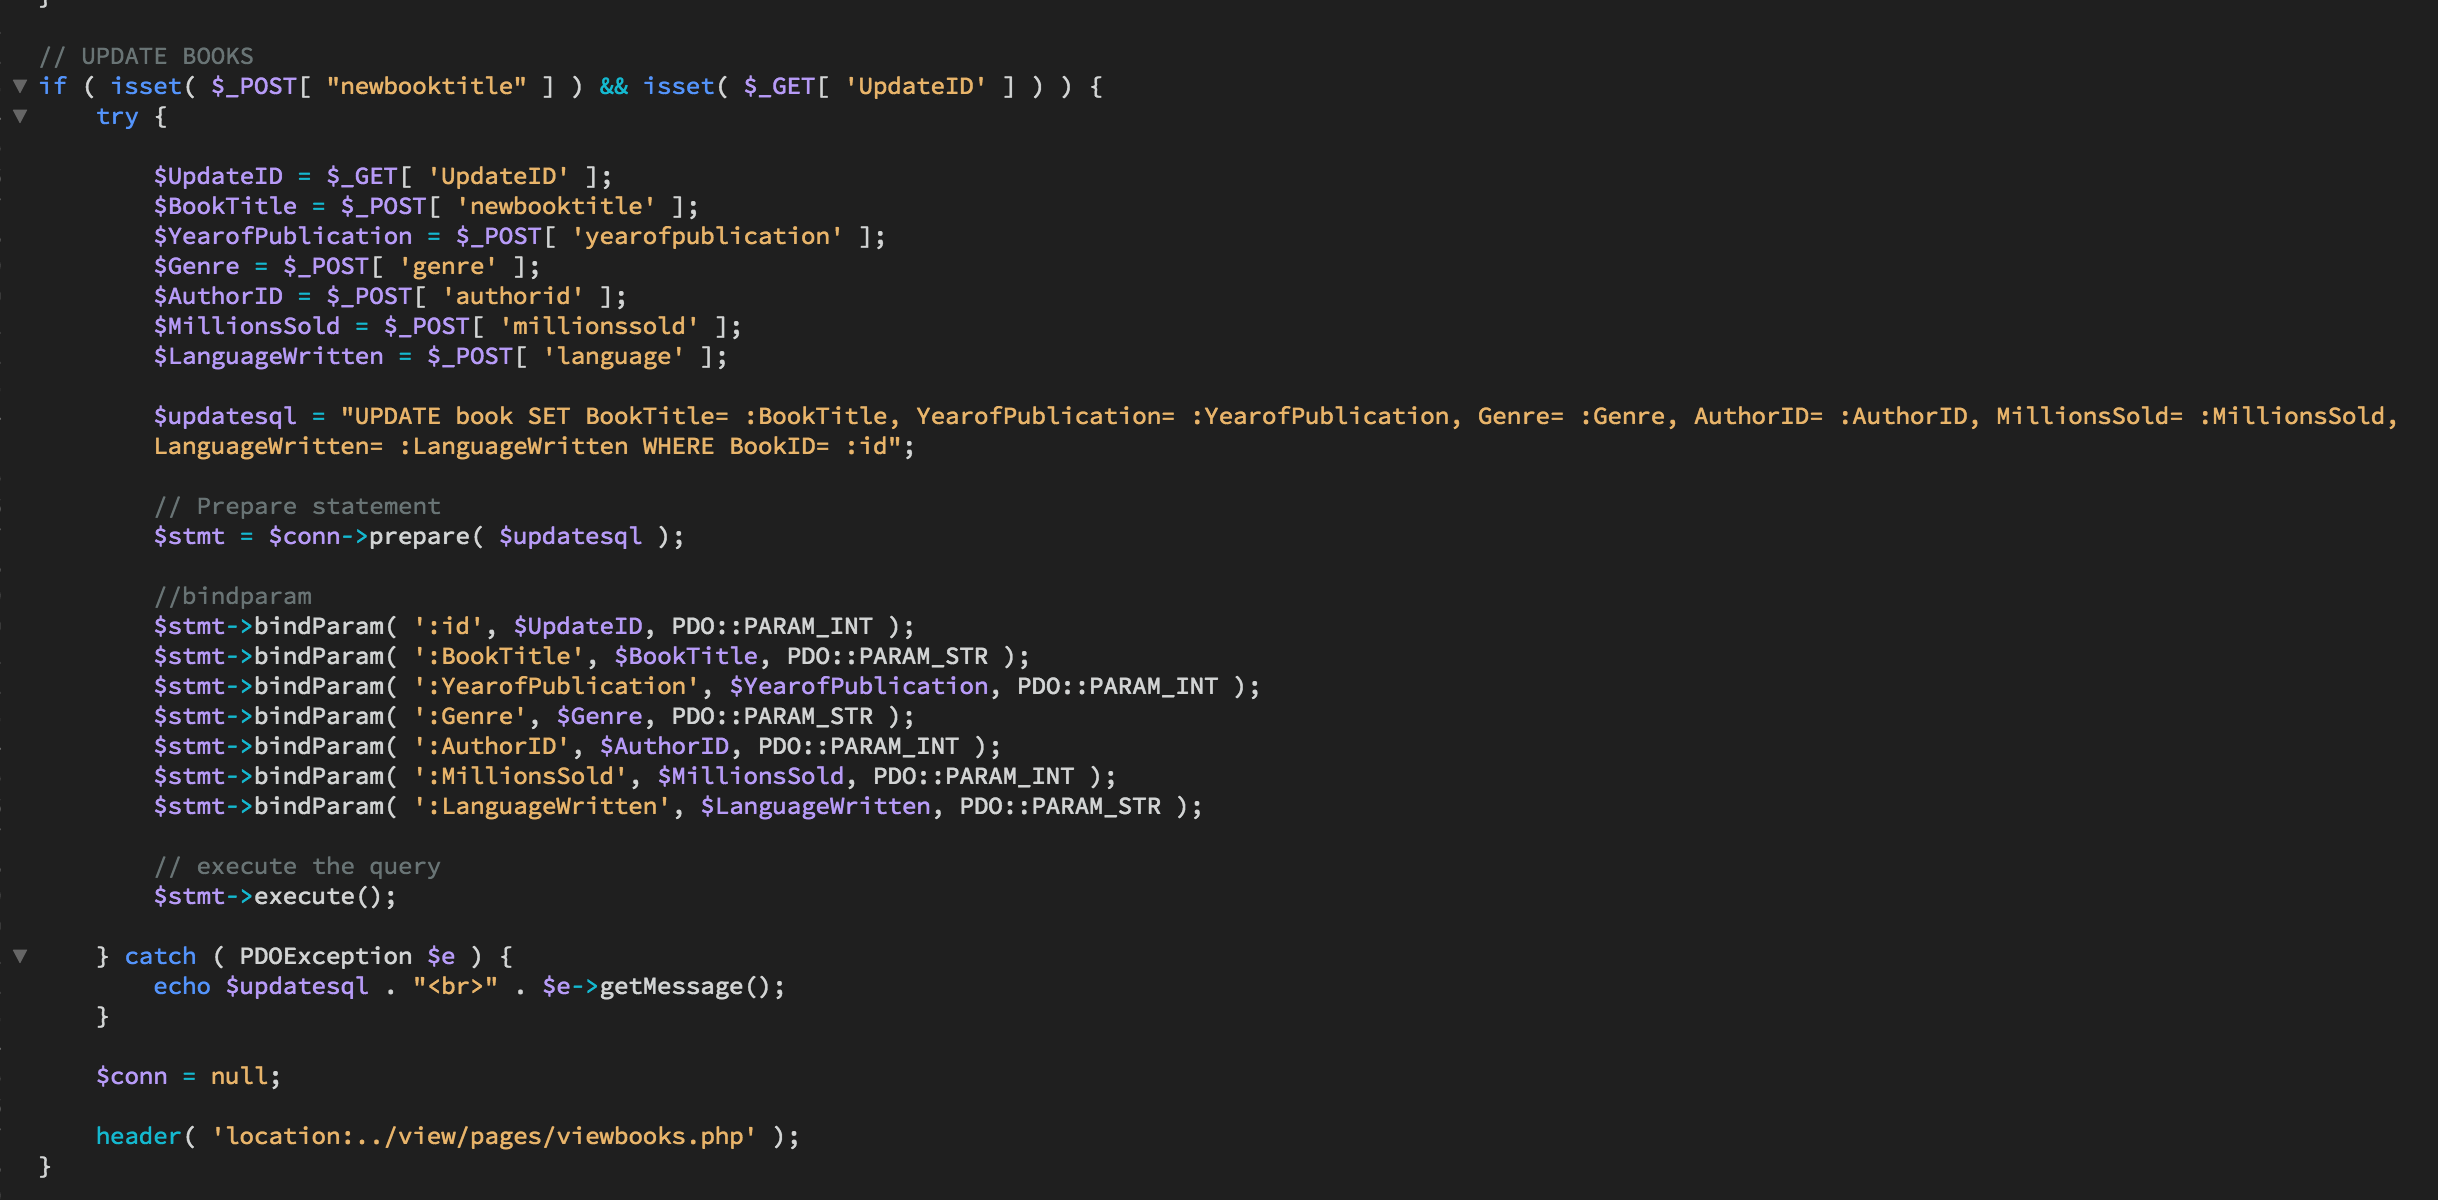 }
// UPDATE BOOKS
if ( isset( $_POST[ "newbooktitle" ] ) && isset( $_GET[ 'UpdateID' ] ) ) {
try {
$UpdateID = $_GET[ 'UpdateID' ];
$BookTitle = $_POST[ 'newbooktitle' ];
$YearofPublication = $_POST[ 'yearofpublication' ];
$Genre = $_POST[ 'genre' ];
$AuthorID = $_POST[ 'authorid' ];
$MillionsSold = $_POST[ 'millionssold' ];
$LanguageWritten = $_POST[ 'language' ];
$updatesql = "UPDATE book SET BookTitle= :BookTitle, YearofPublication= :YearofPublication, Genre= :Genre, AuthorID= :AuthorID, MillionsSold= :MillionsSold,
LanguageWritten= :LanguageWritten WHERE BookID= :id";
// Prepare statement
$stmt = $conn->prepare( $updatesql );
//bindparam
$stmt->bindParam( ':id', $UpdateID, PDO::PARAM_INT );
$stmt->bindParam( ':BookTitle', $BookTitle, PDO::PARAM_STR );
$stmt->bindParam( ':YearofPublication', $YearofPublication, PDO::PARAM_INT );
$stmt->bindParam( ':Genre', $Genre, PDO::PARAM_STR );
$stmt->bindParam( ':AuthorID', $AuthorID, PDO::PARAM_INT );
$stmt->bindParam( ':MillionsSold', $MillionsSold, PDO::PARAM_INT );
$stmt->bindParam( ':LanguageWritten', $LanguageWritten, PDO::PARAM_STR );
// execute the query
$stmt->execute();
} catch ( PDOException $e ) {
echo $updatesql . "<br>" . $e->getMessage();
}
$conn = null;
header( 'location:../view/pages/viewbooks.php' );
}